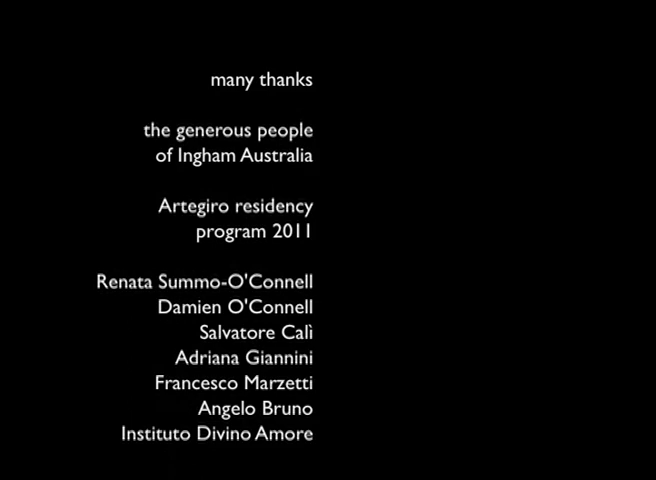 many thanks
the generous people
of Ingham Australia
Artegiro residency
program 2011
Renata Summo-O'Connell
Damien O'Connell
Salvatore Calì
Adriana Giannini
Francesco Marzetti
Angelo Bruno
Instituto Divino Amore